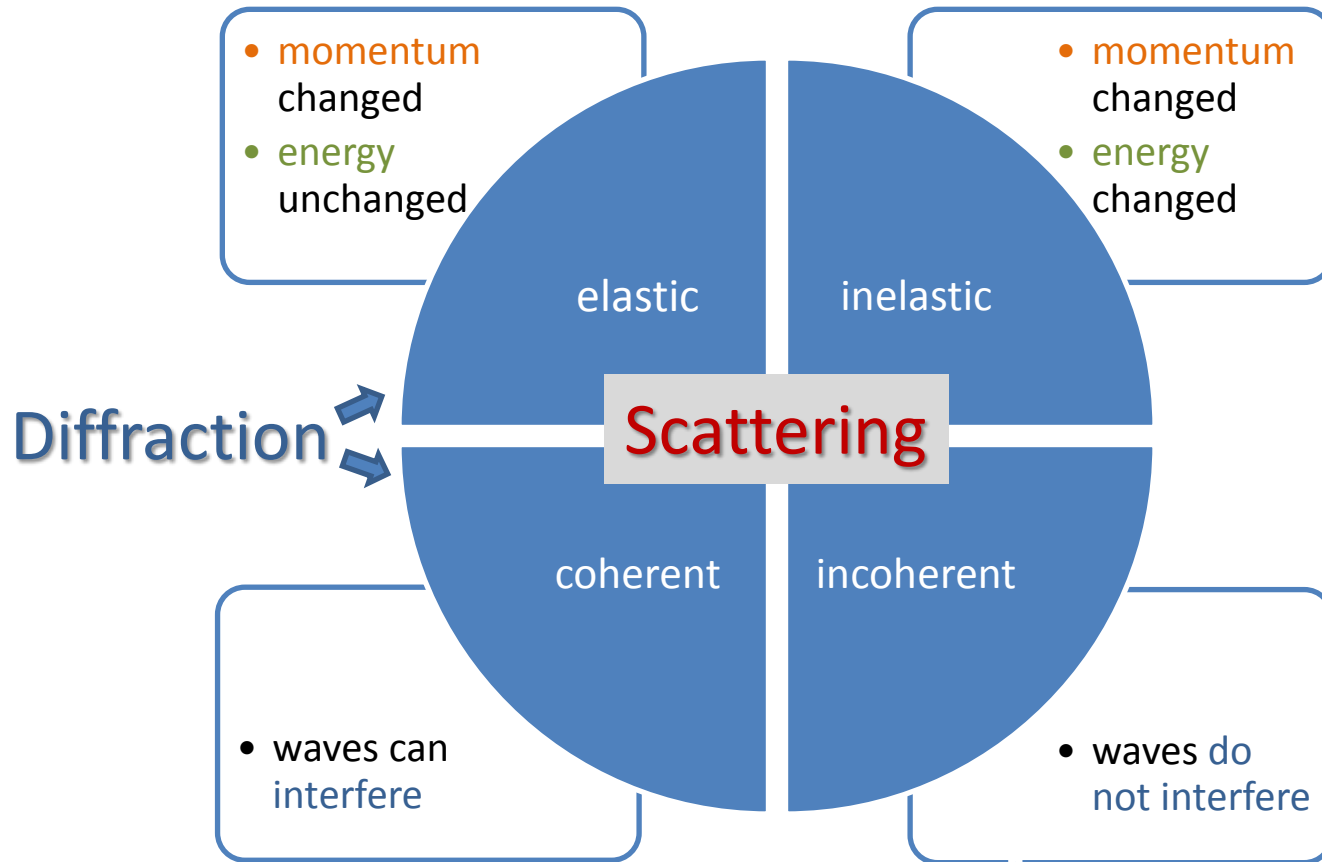 • momentum
changed
• energy
unchanged
• momentum
changed
• energy
changed
elastic
inelastic
Diffraction
Scattering
coherent
incoherent
• waves can
interfere
• waves do
not interfere